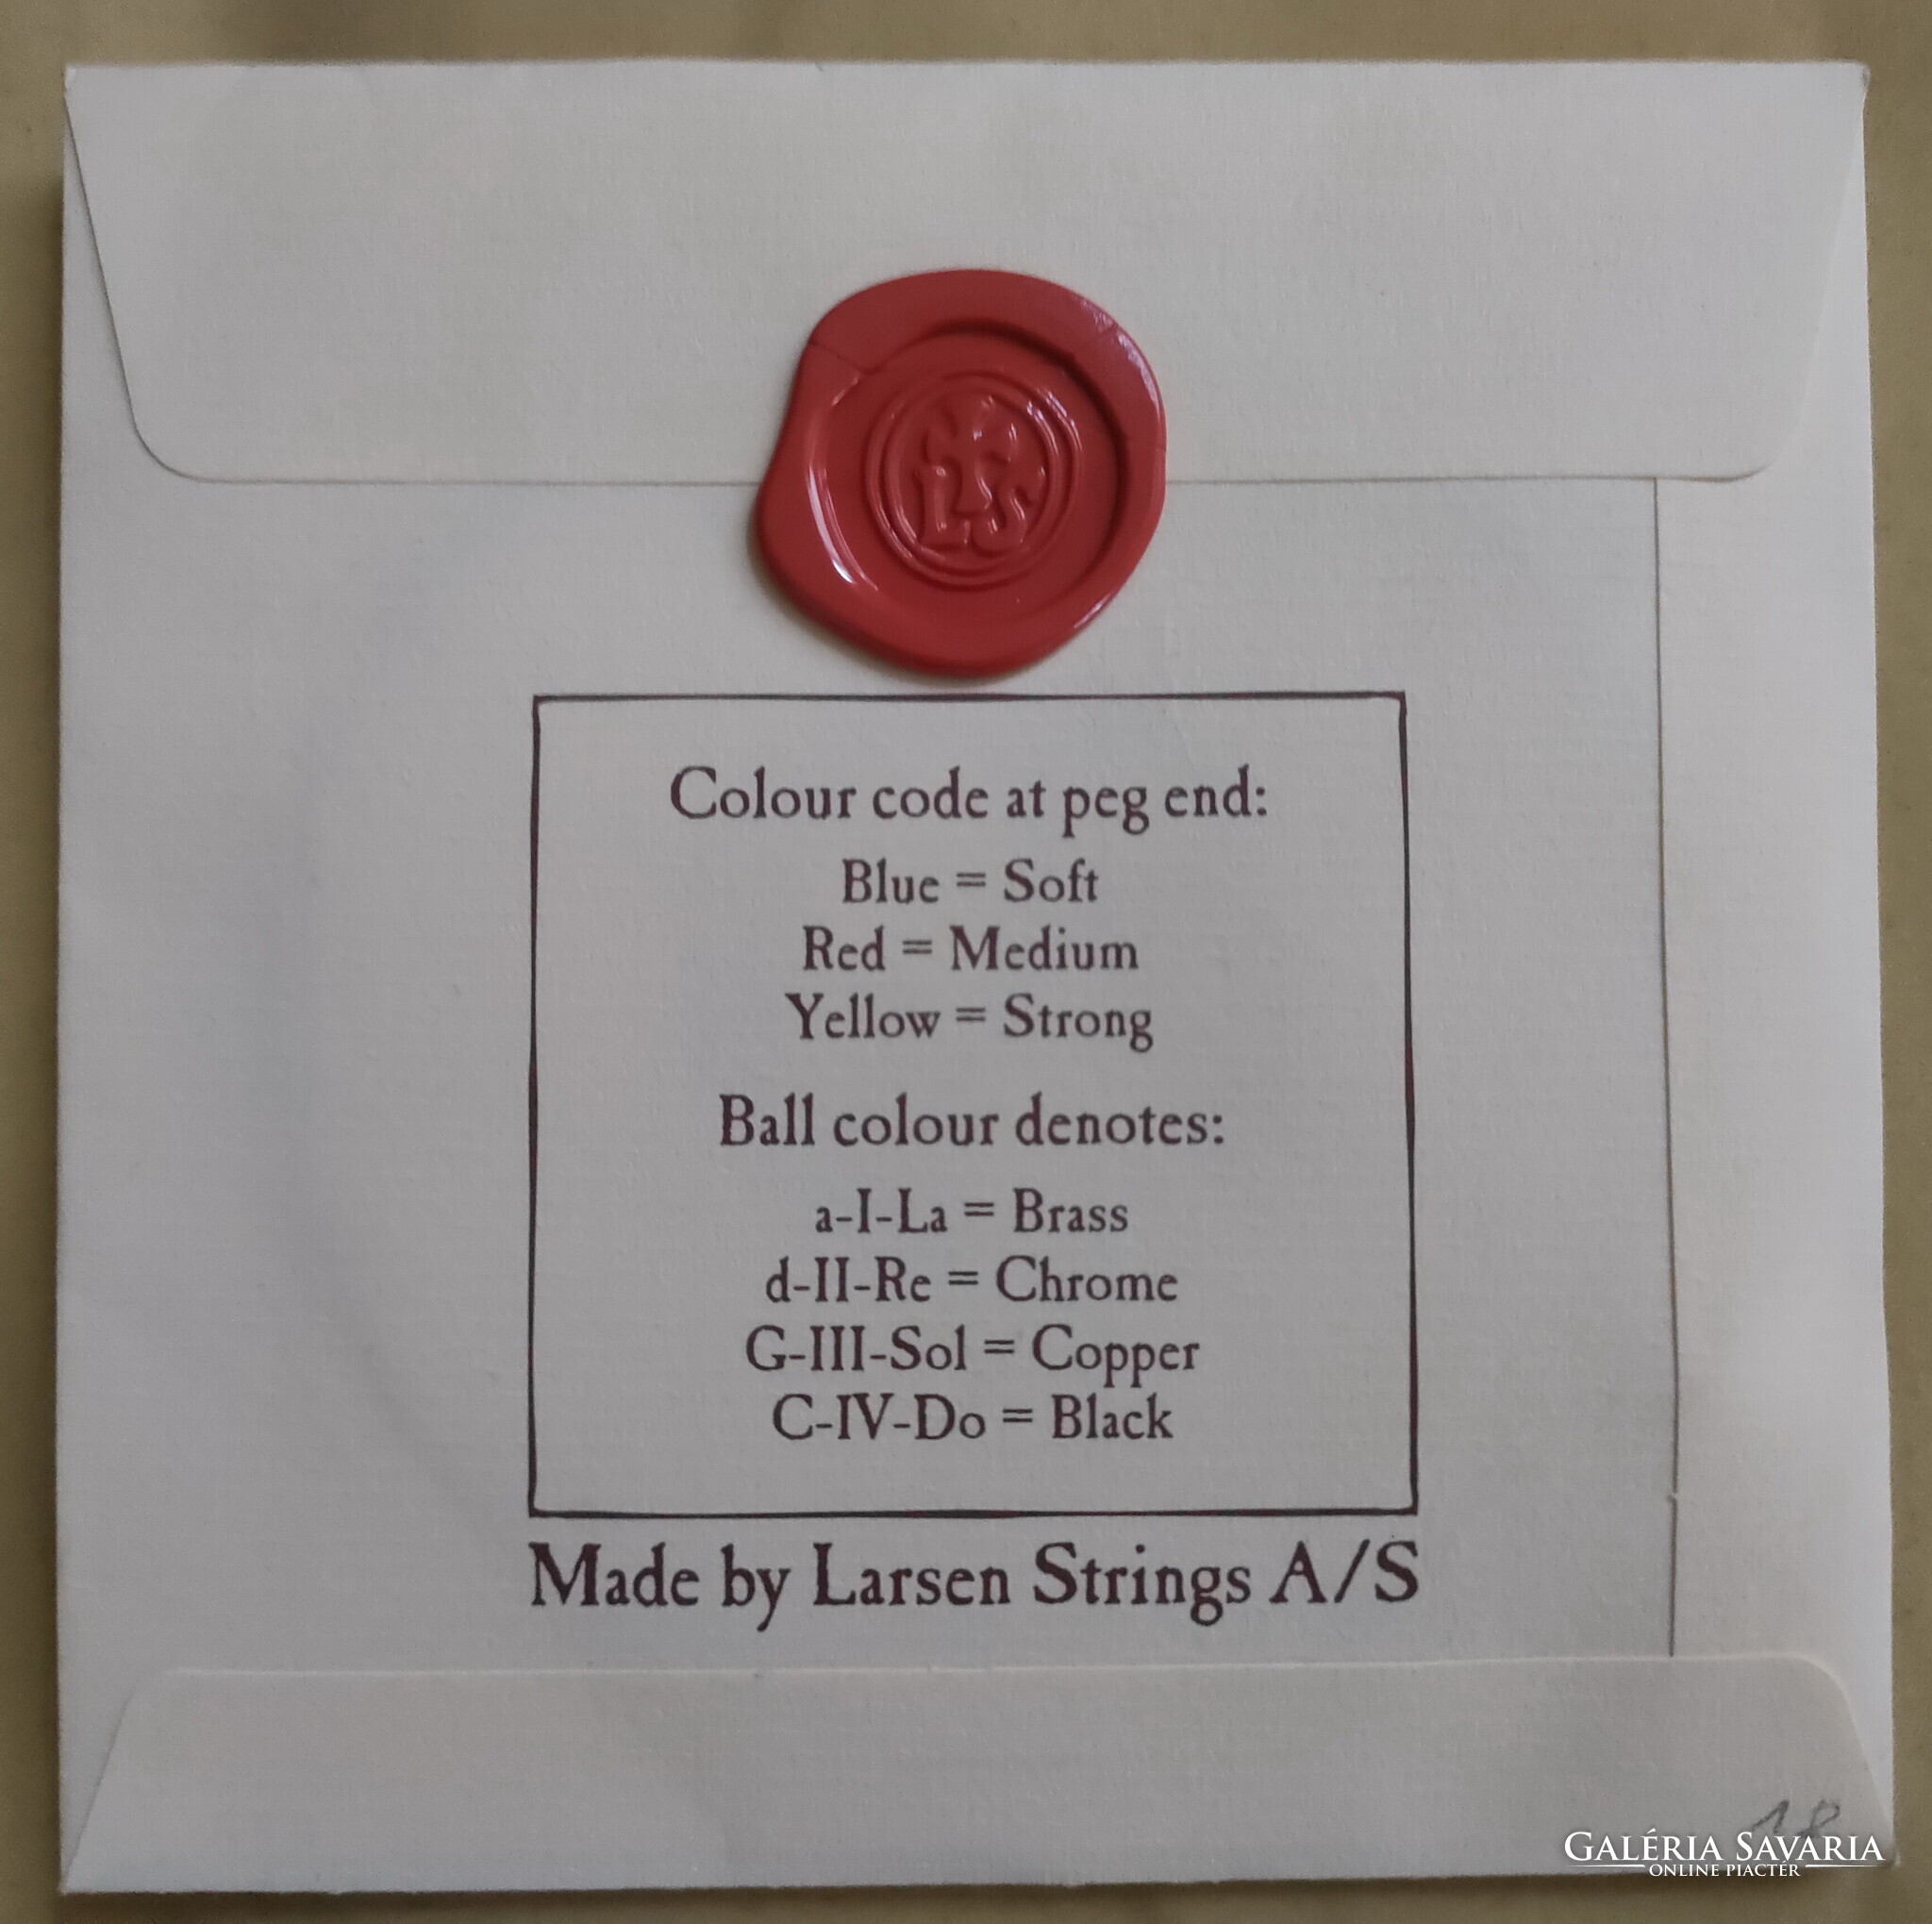 LS
Colour code at peg end:
Blue = Soft
Red = Medium
Yellow = Strong
Ball colour denotes:
a-I-La = Brass
d-II-Re = Chrome
G-III-Sol = Copper
C-IV-Do = Black
Made by Larsen Strings A/S
GALÉRIA SAVARIA
ONLINE PIACTÉR